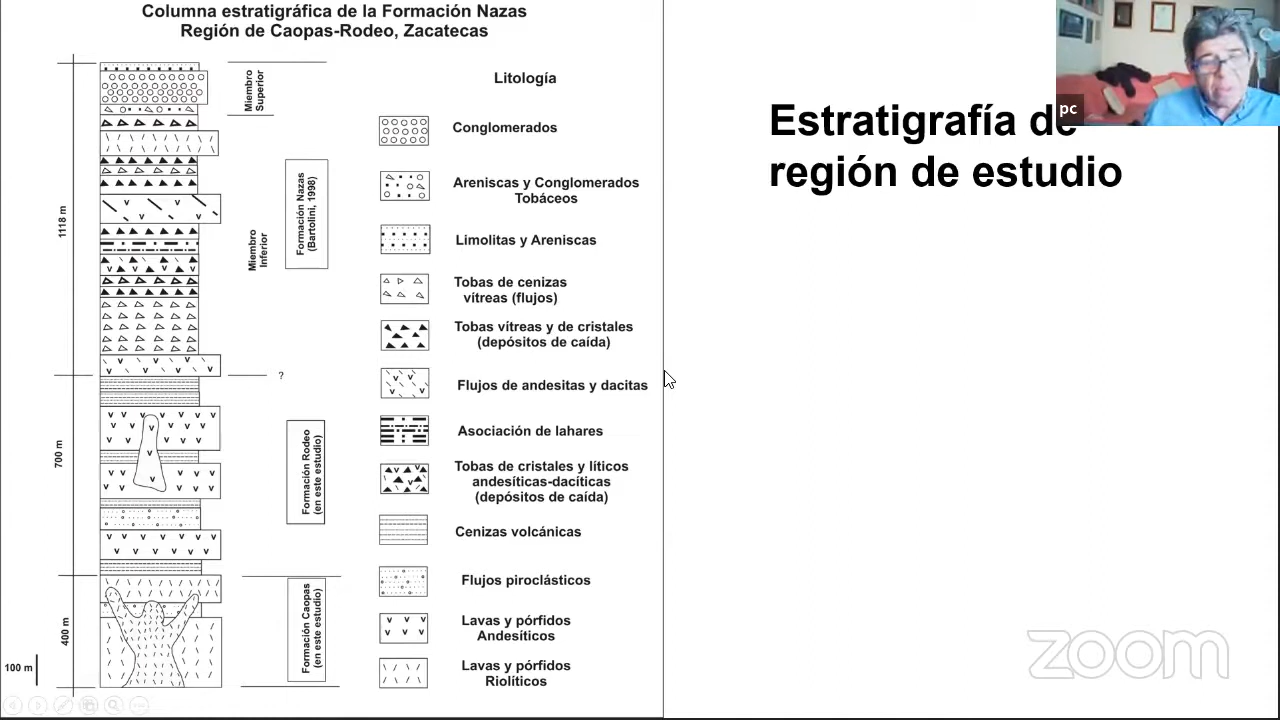 Columna estratigráfica de la Formación Nazas
Región de Caopas-Rodeo, Zacatecas
Miembro
Superior
1118 m
Miembro
Inferior
Formación Nazas
(Bartolini, 1998)
?
700 m
Formación Rodeo
(en este estudio)
400 m
Formación Caopas
(en este estudio)
100 m
Litología
Conglomerados
Areniscas y Conglomerados
Tobáceos
Limolitas y Areniscas
Tobas de cenizas
vítreas (flujos)
Tobas vítreas y de cristales
(depósitos de caída)
Flujos de andesitas y dacitas
Asociación de lahares
Tobas de cristales y líticos
andesíticas-dacíticas
(depósitos de caída)
Cenizas volcánicas
Flujos piroclásticos
Lavas y pórfidos
Andesíticos
Lavas y pórfidos
Riolíticos
Estratigrafía de
región de estudio
pc
zoom